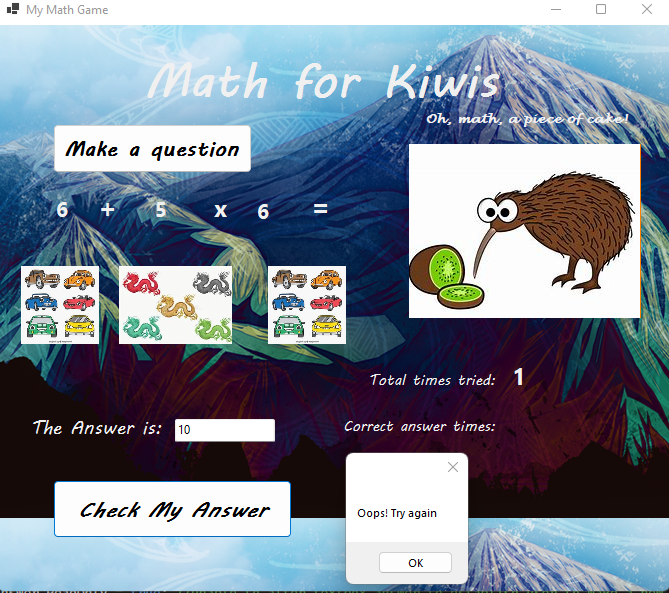 My Math Game
Math for Kiwis
Oh, math, a piece of cake!
Make a question
6 + 5 x 6 =
Total times tried: 1
The Answer is: 10
Correct answer times:
Oops! Try again
Check My Answer
OK